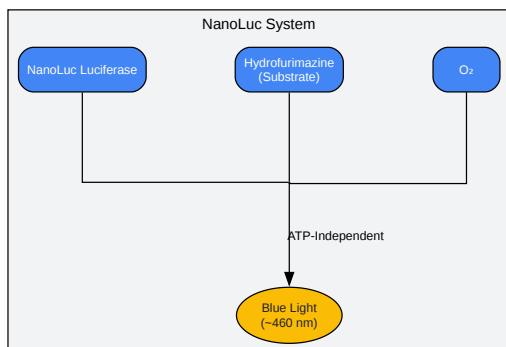 NanoLuc System
NanoLuc Luciferase
Hydrofurimazine
(Substrate)
O₂
ATP-Independent
Blue Light
(~460 nm)